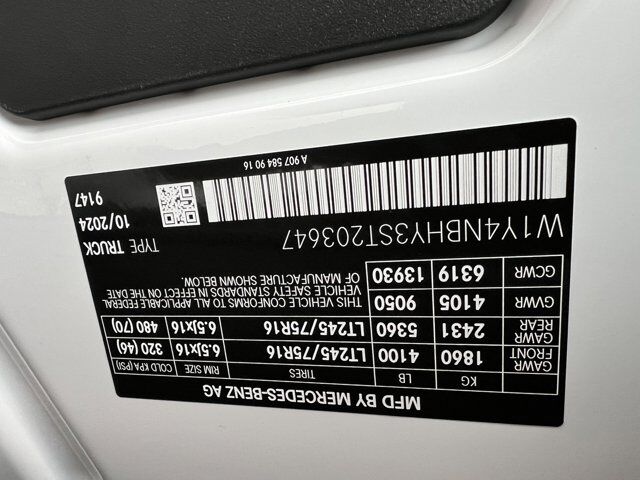 MFD BY MERCEDES-BENZ AG
KG LB TIRES RIM SIZE COLD KPA (PSI)
GAWR FRONT 1860 4100 LT245/75R16 6.5Jx16 320 (46)
GAWR REAR 2431 5360 LT245/75R16 6.5Jx16 480 (70)
GVWR 4105 9050 THIS VEHICLE CONFORMS TO ALL APPLICABLE FEDERAL
VEHICLE SAFETY STANDARDS IN EFFECT ON THE DATE
GCWR 6319 13930 OF MANUFACTURE SHOWN BELOW.
W1Y4NBHY3ST203647 TYPE TRUCK
10/2024
9147
A 907 584 90 16